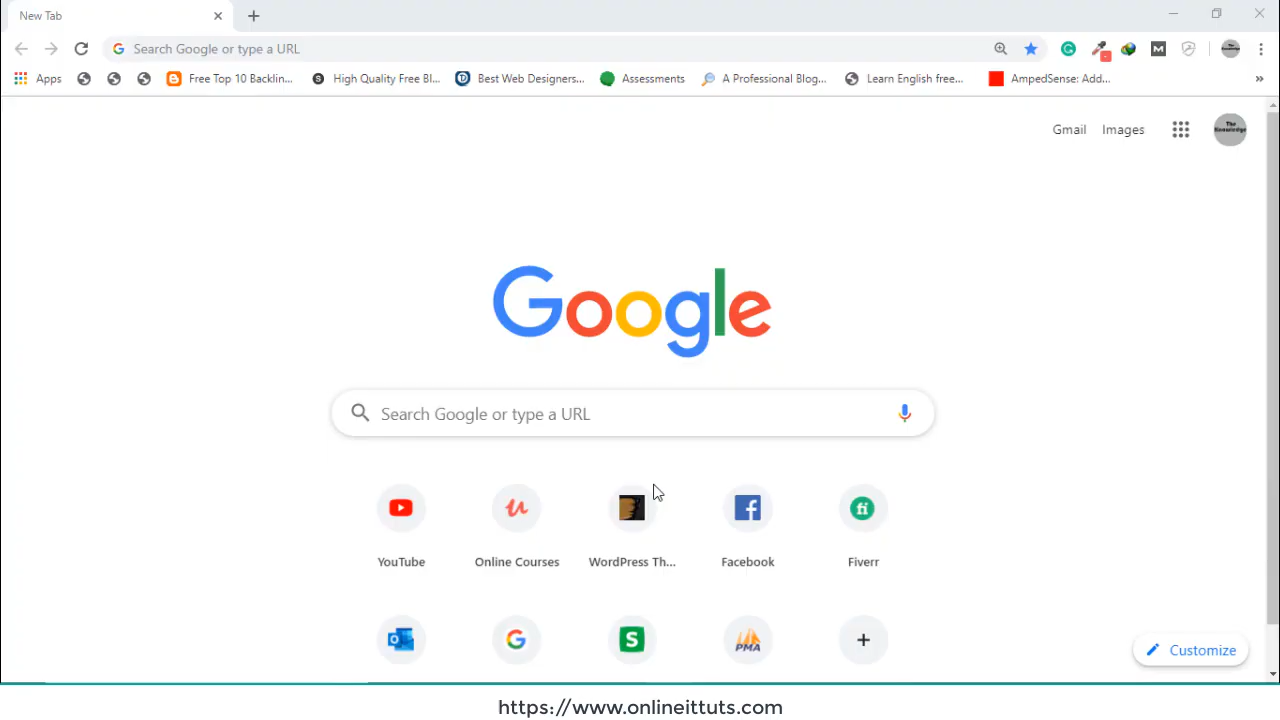 New Tab
Search Google or type a URL
Apps
Free Top 10 Backlin...
High Quality Free Bl...
Best Web Designers...
Assessments
A Professional Blog...
Learn English free...
AmpedSense: Add...
»
Gmail
Images
The
Knowledge
Google
Search Google or type a URL
YouTube
Online Courses
WordPress Th...
Facebook
Fiverr
PMA
Customize
https://www.onlineittuts.com